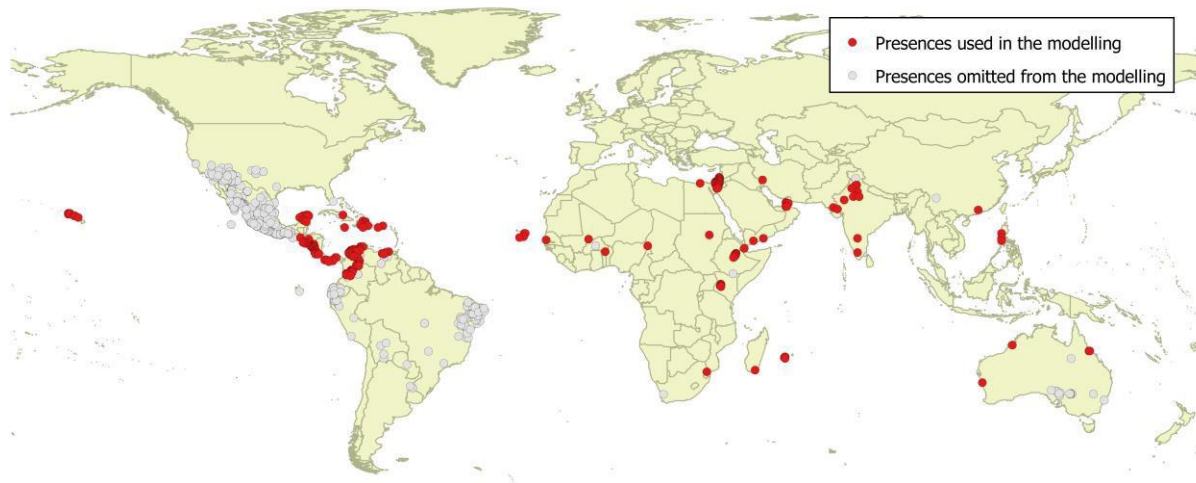 Presences used in the modelling
Presences omitted from the modelling